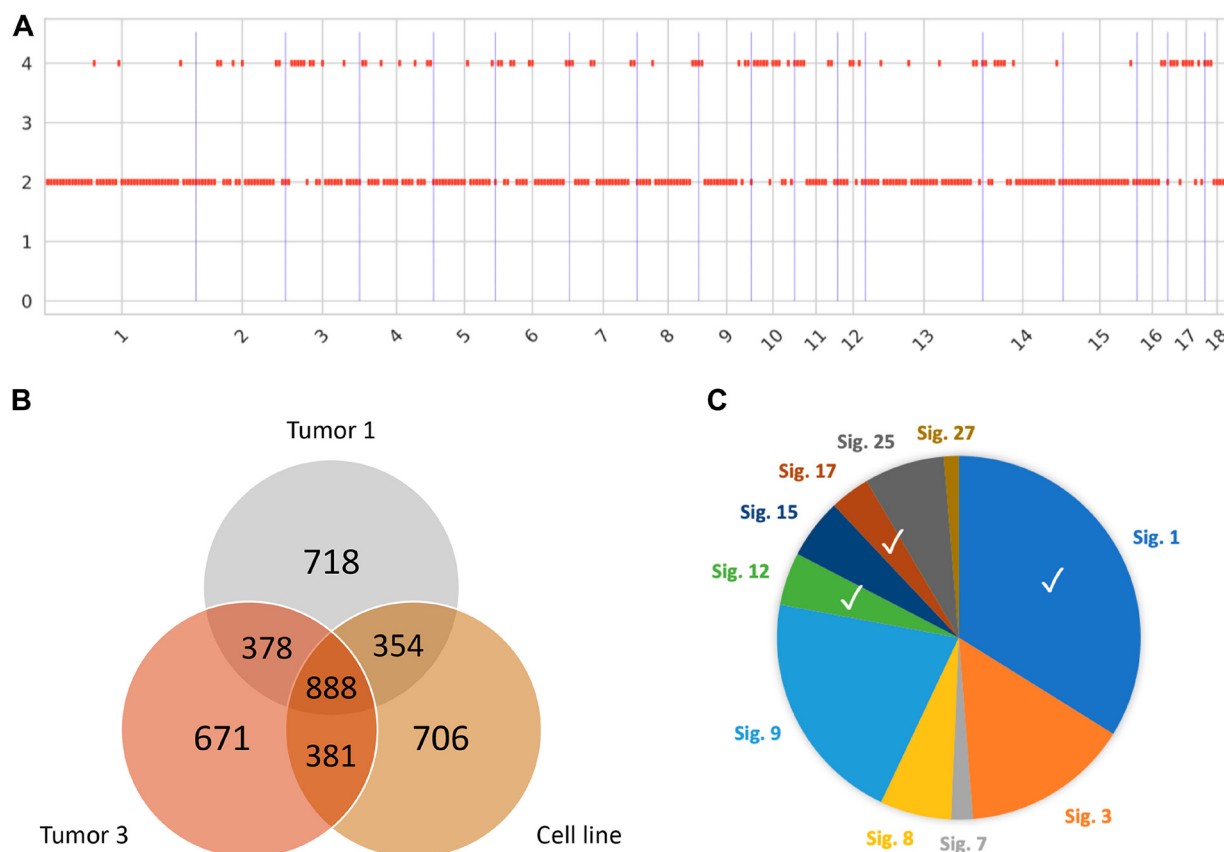 A
4
3
2
1
0
1 2 3 4 5 6 7 8 9 10 11 12 13 14 15 16 17 18
B
Tumor 1
718
378
354
888
671
381
706
Tumor 3
Cell line
C
Sig. 27
Sig. 25
Sig. 17
Sig. 15
Sig. 1
Sig. 12
Sig. 9
Sig. 3
Sig. 8
Sig. 7